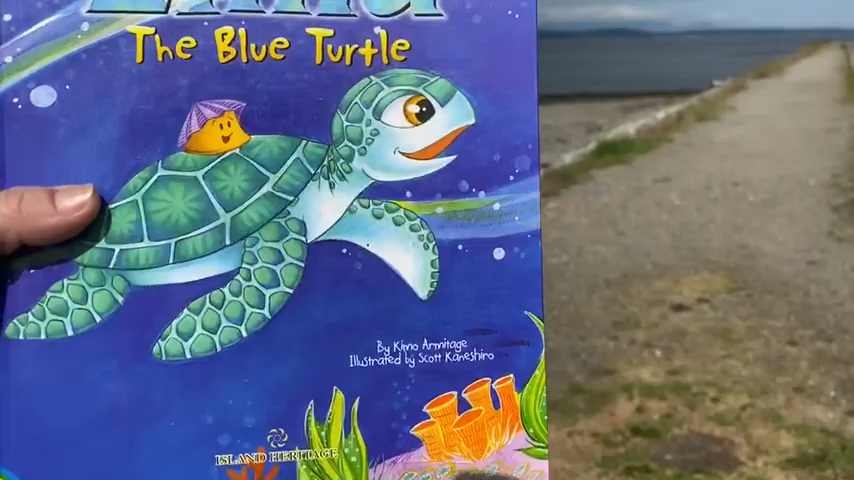 The Blue Turtle
By Kimo Armitage
Illustrated by Scott Kaneshiro
ISLAND HERITAGE